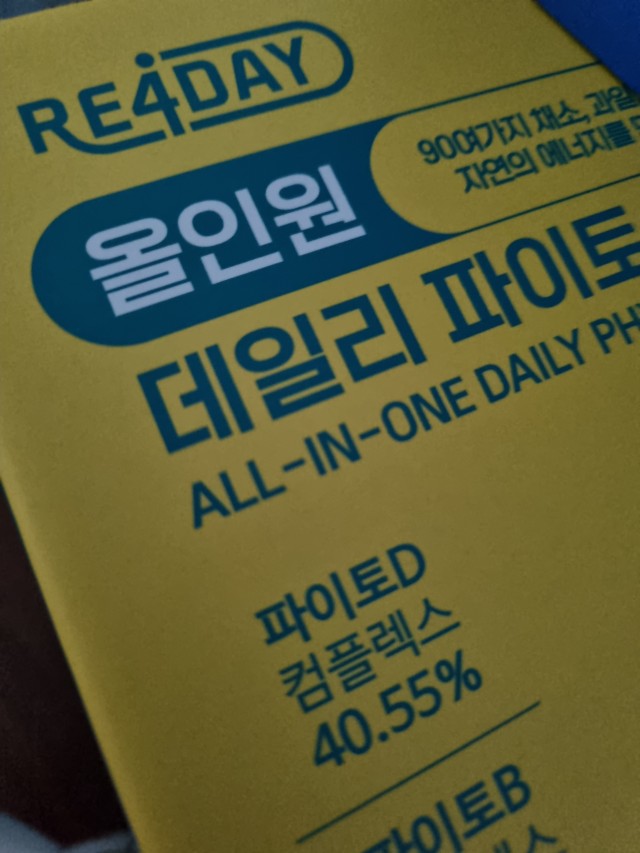 RE4DAY
90여가지 채소, 과일
자연의 에너지를
올인원
데일리 파이토
ALL-IN-ONE DAILY PH
파이토D
컴플렉스
40.55%
파이토B